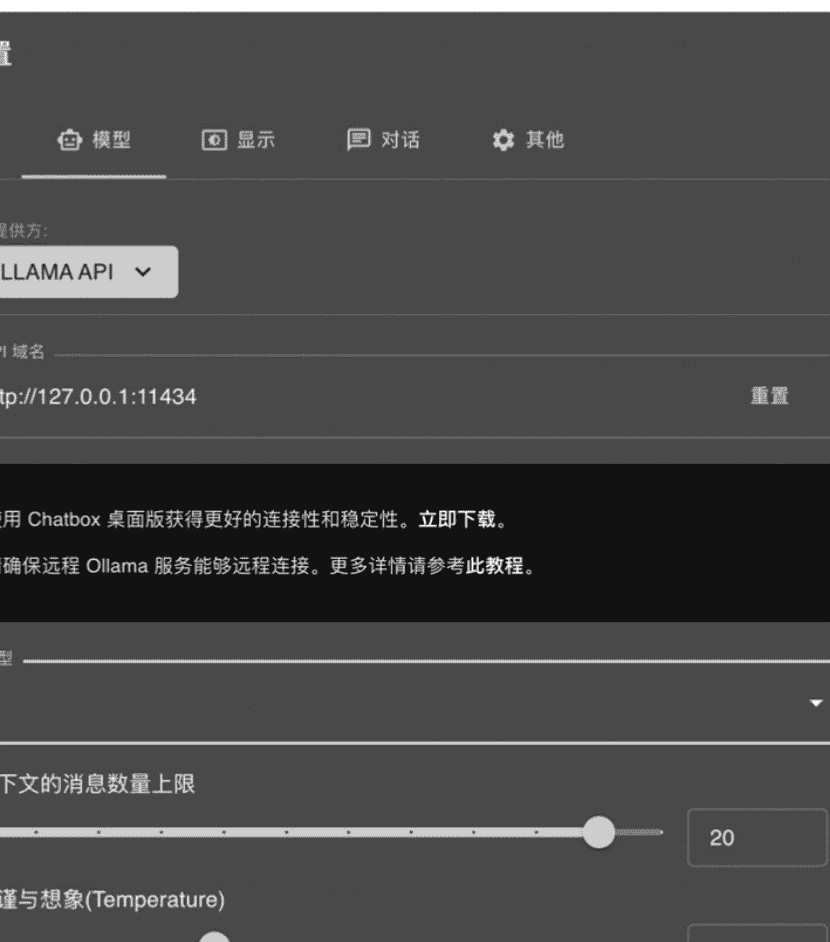 置
模型
显示
对话
其他
提供方:
LLAMA API
PI 域名
tp://127.0.0.1:11434
重置
使用 Chatbox 桌面版获得更好的连接性和稳定性。立即下载。
请确保远程 Ollama 服务能够远程连接。更多详情请参考此教程。
型
下文的消息数量上限
20
谨与想象(Temperature)